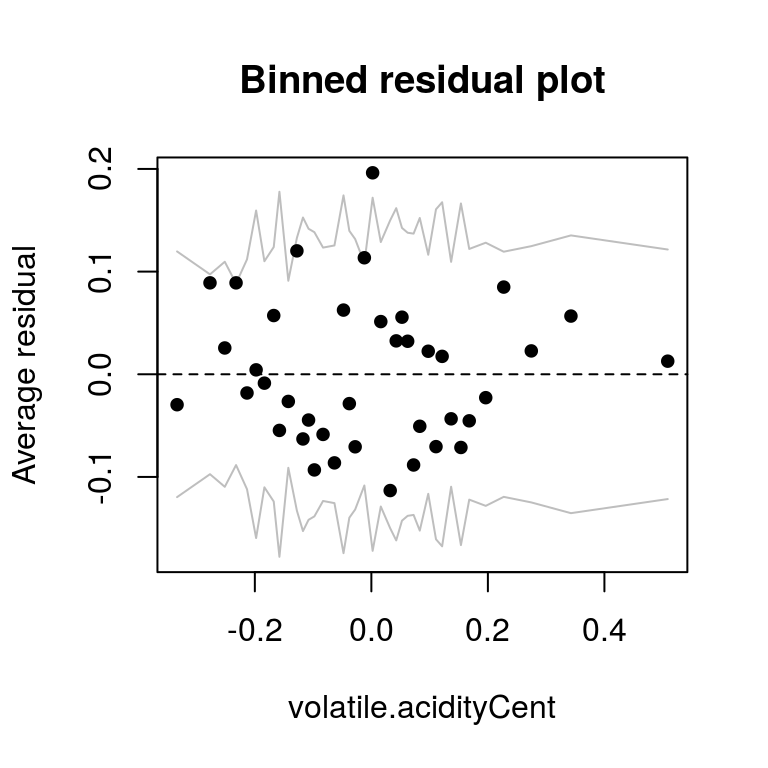 Binned residual plot
Average residual
0.2
0.1
0.0
-0.1
-0.2 0.0 0.2 0.4
volatile.acidityCent